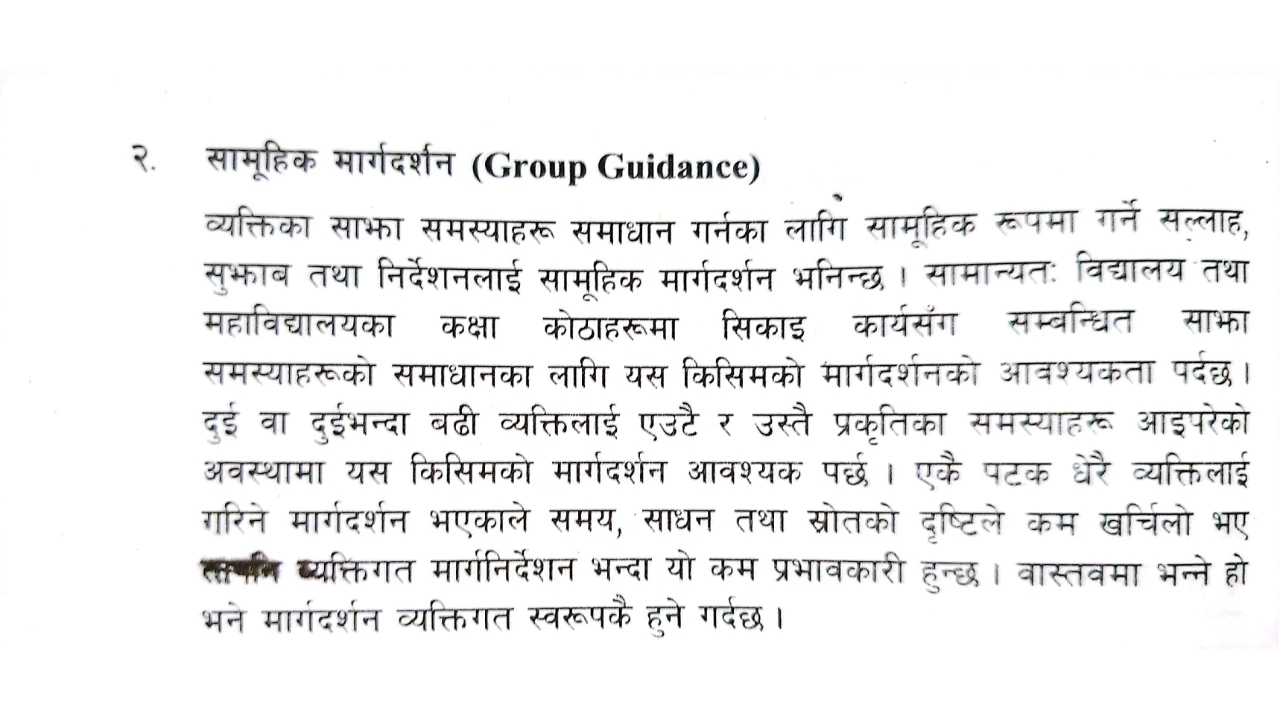 २. सामूहिक मार्गदर्शन (Group Guidance)
व्यक्तिका साझा समस्याहरू समाधान गर्नका लागि सामूहिक रूपमा गर्ने सल्लाह,
सुझाब तथा निर्देशनलाई सामूहिक मार्गदर्शन भनिन्छ । सामान्यतः विद्यालय तथा
महाविद्यालयका कक्षा कोठाहरूमा सिकाइ कार्यसँग सम्बन्धित साझा
समस्याहरूको समाधानका लागि यस किसिमको मार्गदर्शनको आवश्यकता पर्दछ ।
दुई वा दुईभन्दा बढी व्यक्तिलाई एउटै र उस्तै प्रकृतिका समस्याहरू आइपरेको
अवस्थामा यस किसिमको मार्गदर्शन आवश्यक पर्छ । एकै पटक धेरै व्यक्तिलाई
गरिने मार्गदर्शन भएकाले समय, साधन तथा स्रोतको दृष्टिले कम खर्चिलो भए
व्यक्तिगत मार्गनिर्देशन भन्दा यो कम प्रभावकारी हुन्छ । वास्तवमा भन्ने हो
भने मार्गदर्शन व्यक्तिगत स्वरूपकै हुने गर्दछ ।